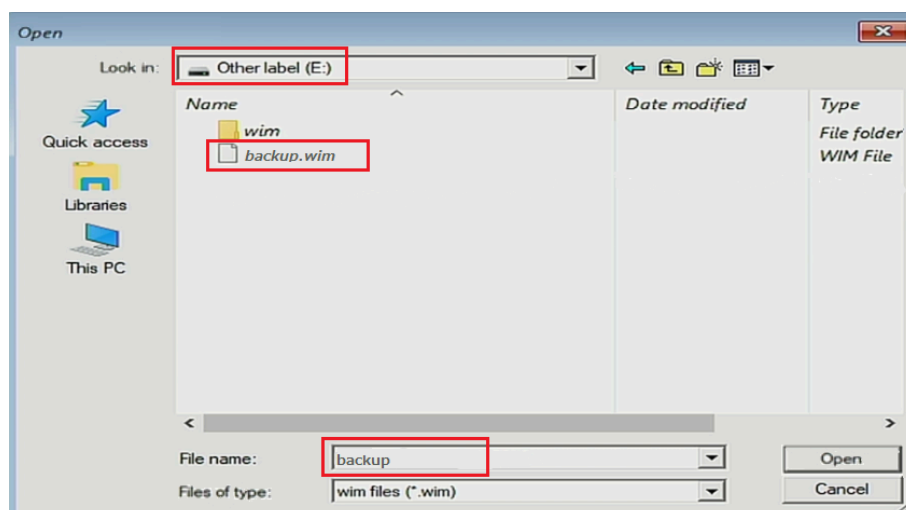 Open
Look in: Other label (E:)
Name Date modified Type
wim File folder
backup.wim WIM File
Quick access
Libraries
This PC
File name: backup Open
Files of type: wim files (*.wim) Cancel